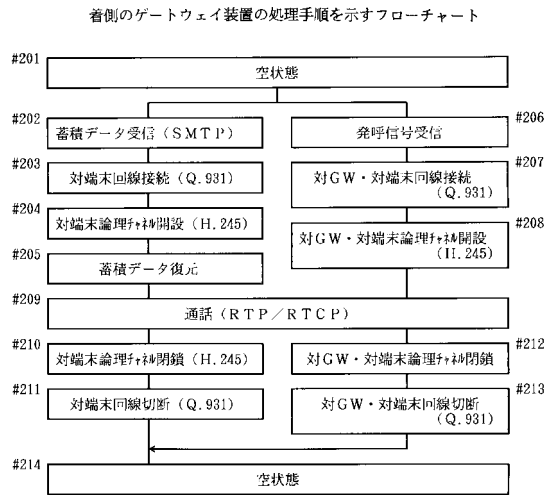 着側のゲートウェイ装置の処理手順を示すフローチャート
#201
空状態
#202
蓄積データ受信（ＳＭＴＰ）
#203
対端末回線接続（Q.931）
#204
対端末論理ﾁｬﾈﾙ開設（H.245）
#205
蓄積データ復元
発呼信号受信
#206
対ＧＷ・対端末回線接続
（Q.931）
#207
対ＧＷ・対端末論理ﾁｬﾈﾙ開設
（H.245）
#208
#209
通話（ＲＴＰ／ＲＴＣＰ）
#210
対端末論理ﾁｬﾈﾙ閉鎖（H.245）
#211
対端末回線切断（Q.931）
対ＧＷ・対端末論理ﾁｬﾈﾙ閉鎖
#212
対ＧＷ・対端末回線切断
（Q.931）
#213
#214
空状態